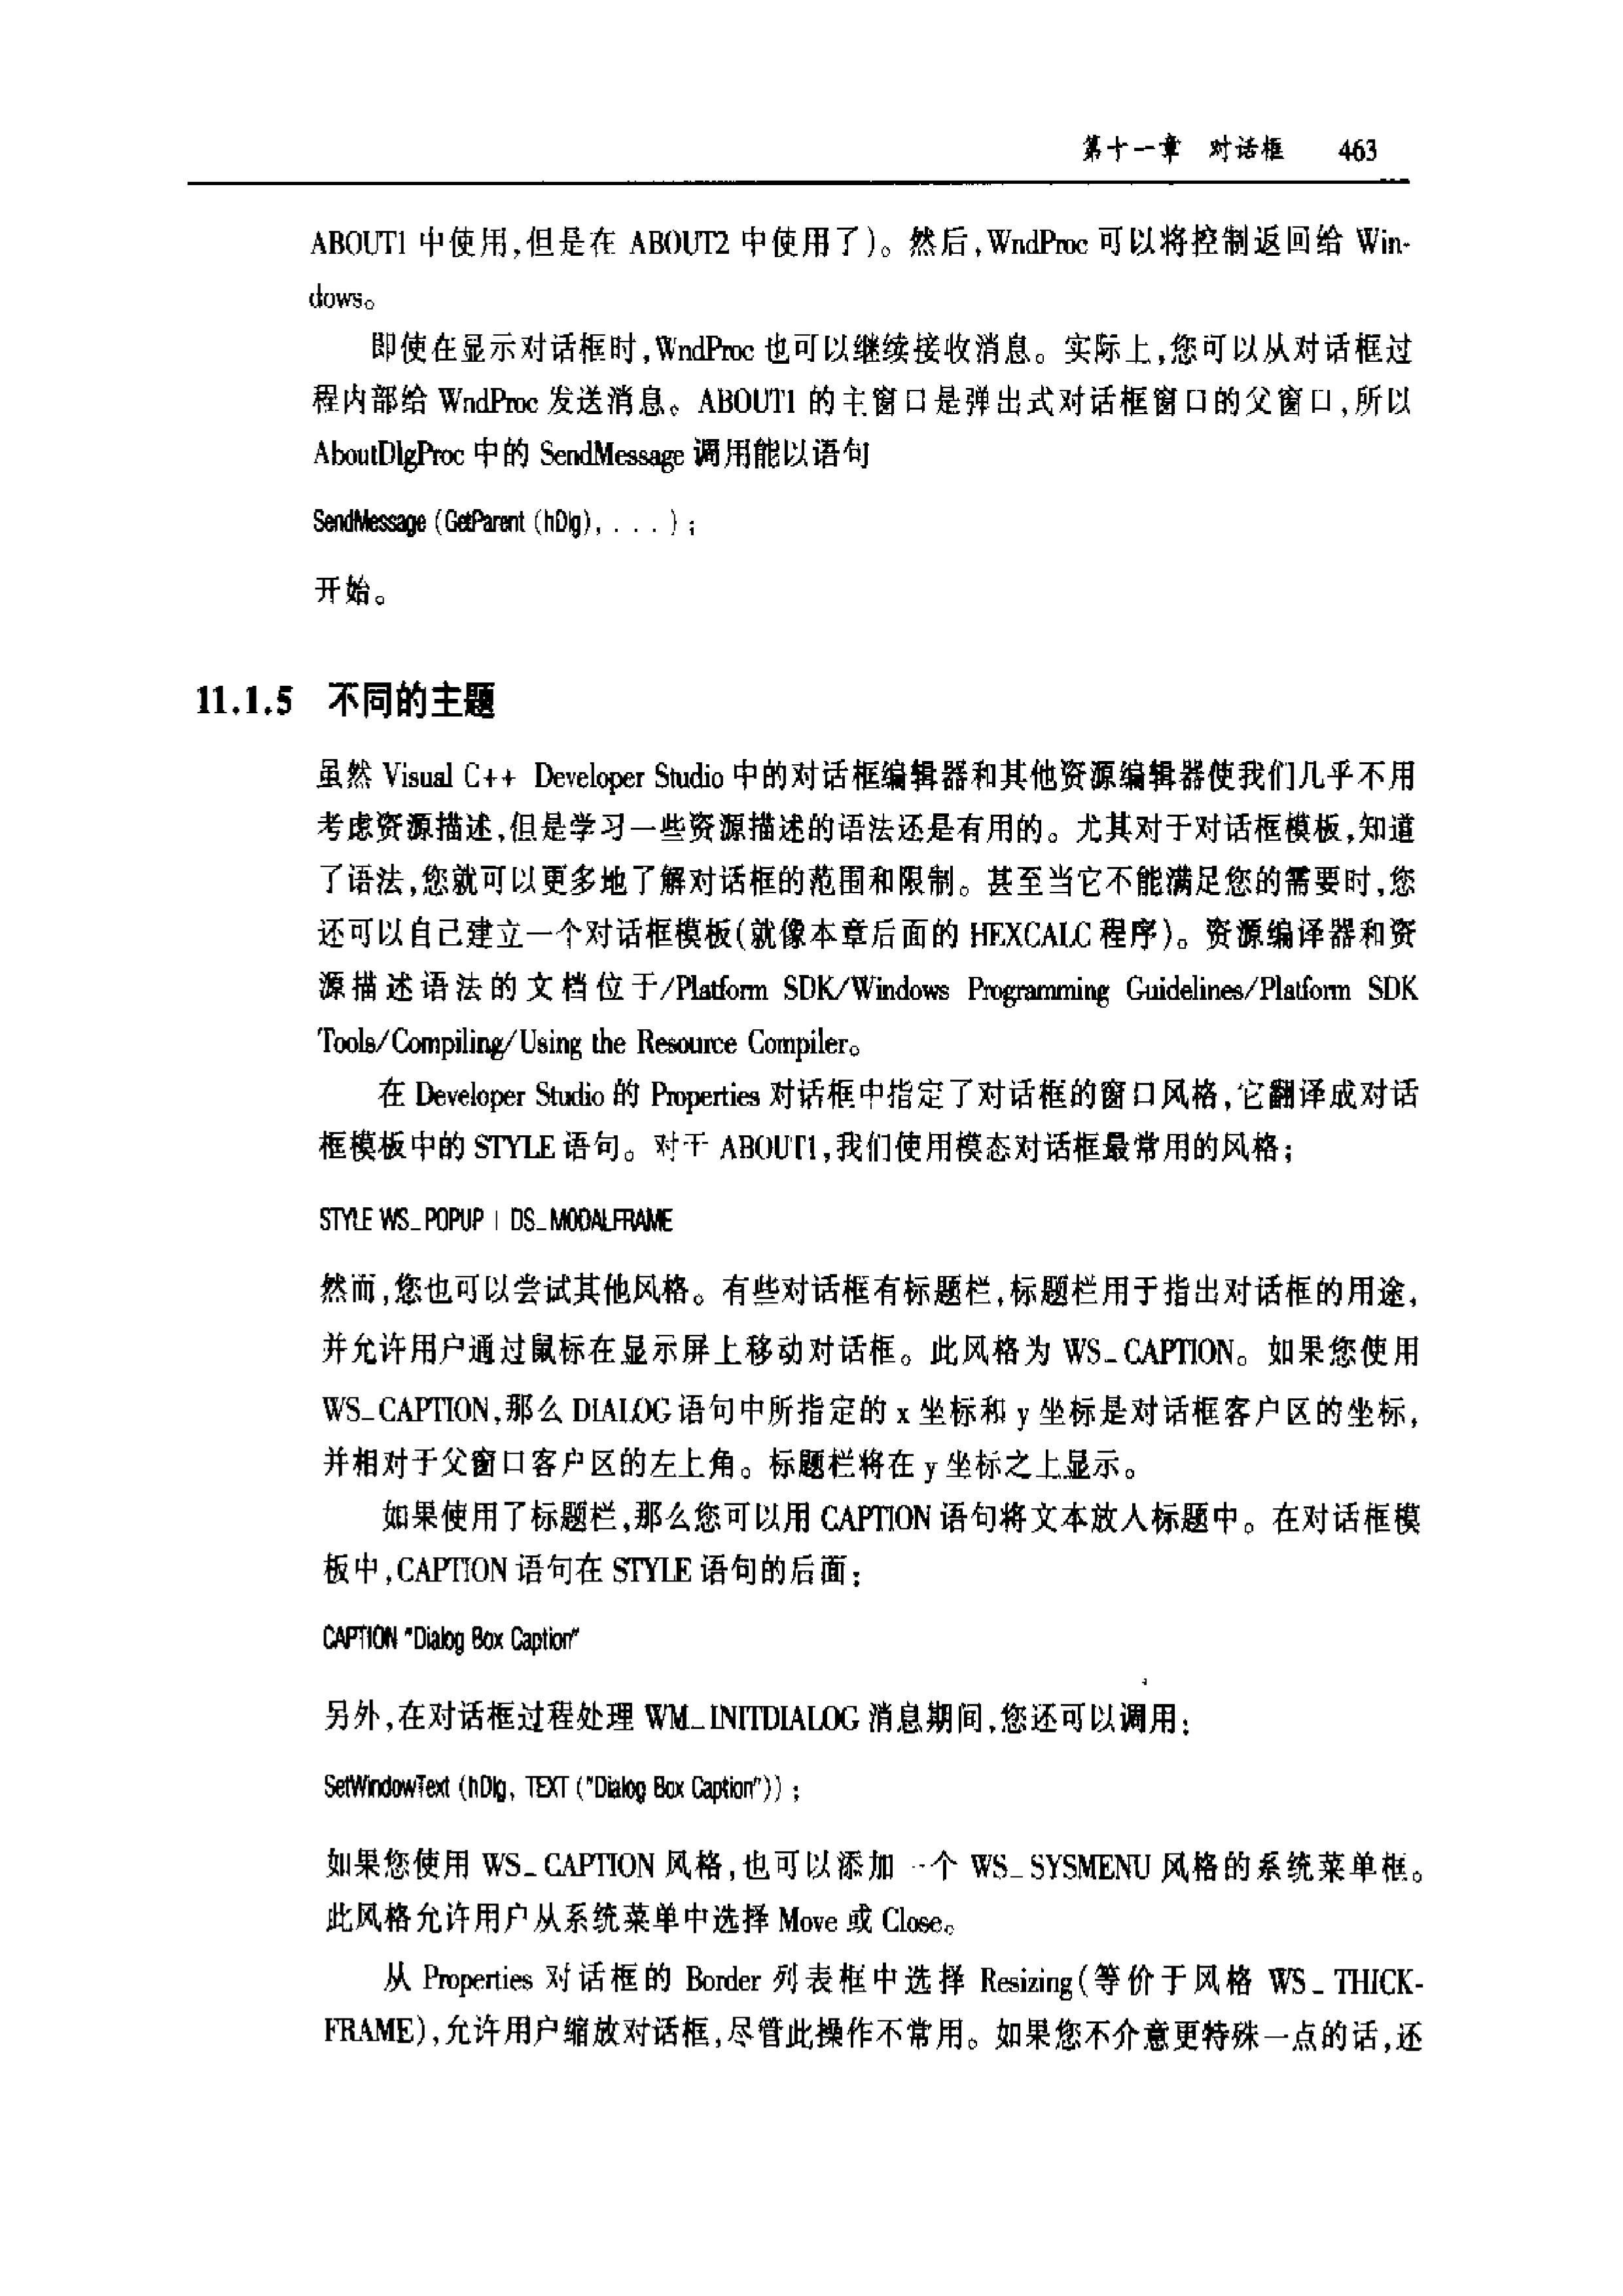 第十一章 对话框 463
ABOUT1 中使用,但是在 ABOUT2 中使用了)。然后,WndProc 可以将控制返回给 Win-
dows。
即使在显示对话框时,WndProc 也可以继续接收消息。实际上,您可以从对话框过
程内部给 WndProc 发送消息。ABOUT1 的主窗口是弹出式对话框窗口的父窗口,所以
AboutDlgProc 中的 SendMessage 调用能以语句
SendMessage (GetParent (hDlg), . . . ) ;
开始。
11.1.5 不同的主题
虽然 Visual C++ Developer Studio 中的对话框编辑器和其他资源编辑器使我们几乎不用
考虑资源描述,但是学习一些资源描述的语法还是有用的。尤其对于对话框模板,知道
了语法,您就可以更多地了解对话框的范围和限制。甚至当它不能满足您的需要时,您
还可以自己建立一个对话框模板(就像本章后面的 HEXCALC 程序)。资源编译器和资
源描述语法的文档位于/Platform SDK/Windows Programming Guidelines/Platform SDK
Tools/Compiling/Using the Resource Compiler。
在 Developer Studio 的 Properties 对话框中指定了对话框的窗口风格,它翻译成对话
框模板中的 STYLE 语句。对于 ABOUT1,我们使用模态对话框最常用的风格;
STYLE WS_POPUP | DS_MODALFRAME
然而,您也可以尝试其他风格。有些对话框有标题栏,标题栏用于指出对话框的用途,
并允许用户通过鼠标在显示屏上移动对话框。此风格为 WS_CAPTION。如果您使用
WS_CAPTION,那么 DIALOG 语句中所指定的 x 坐标和 y 坐标是对话框客户区的坐标,
并相对于父窗口客户区的左上角。标题栏将在 y 坐标之上显示。
如果使用了标题栏,那么您可以用 CAPTION 语句将文本放入标题中。在对话框模
板中,CAPTION 语句在 STYLE 语句的后面:
CAPTION "Dialog Box Caption"
另外,在对话框过程处理 WM_INITDIALOG 消息期间,您还可以调用:
SetWindowText (hDlg, TEXT ("Dialog Box Caption")) ;
如果您使用 WS_CAPTION 风格,也可以添加一个 WS_SYSMENU 风格的系统菜单框。
此风格允许用户从系统菜单中选择 Move 或 Close。
从 Properties 对话框的 Border 列表框中选择 Resizing(等价于风格 WS_THICK-
FRAME),允许用户缩放对话框,尽管此操作不常用。如果您不介意更特殊一点的话,还